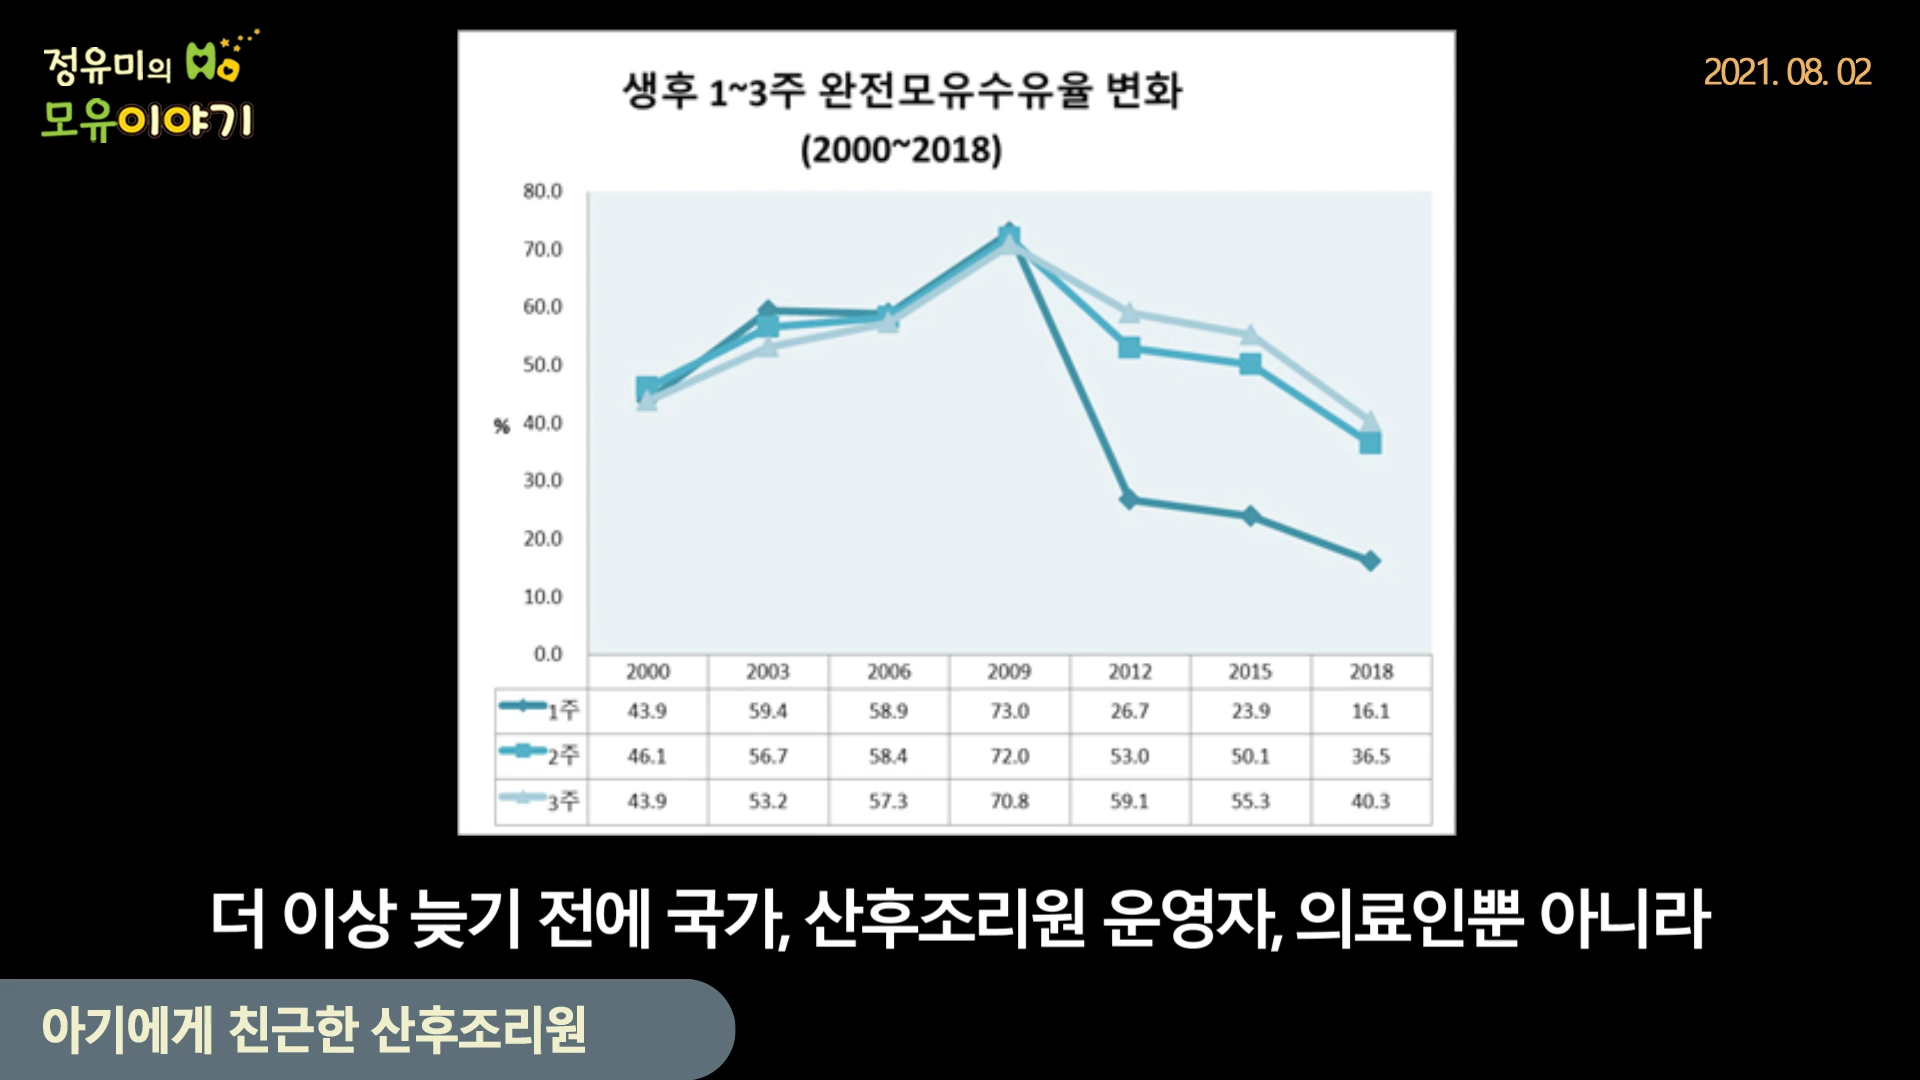 정유미의
모유이야기
2021. 08. 02
생후 1~3주 완전모유수유율 변화
(2000~2018)
80.0
70.0
60.0
50.0
% 40.0
30.0
20.0
10.0
0.0
2000 2003 2006 2009 2012 2015 2018
1주 43.9 59.4 58.9 73.0 26.7 23.9 16.1
2주 46.1 56.7 58.4 72.0 53.0 50.1 36.5
3주 43.9 53.2 57.3 70.8 59.1 55.3 40.3
더 이상 늦기 전에 국가, 산후조리원 운영자, 의료인뿐 아니라
아기에게 친근한 산후조리원